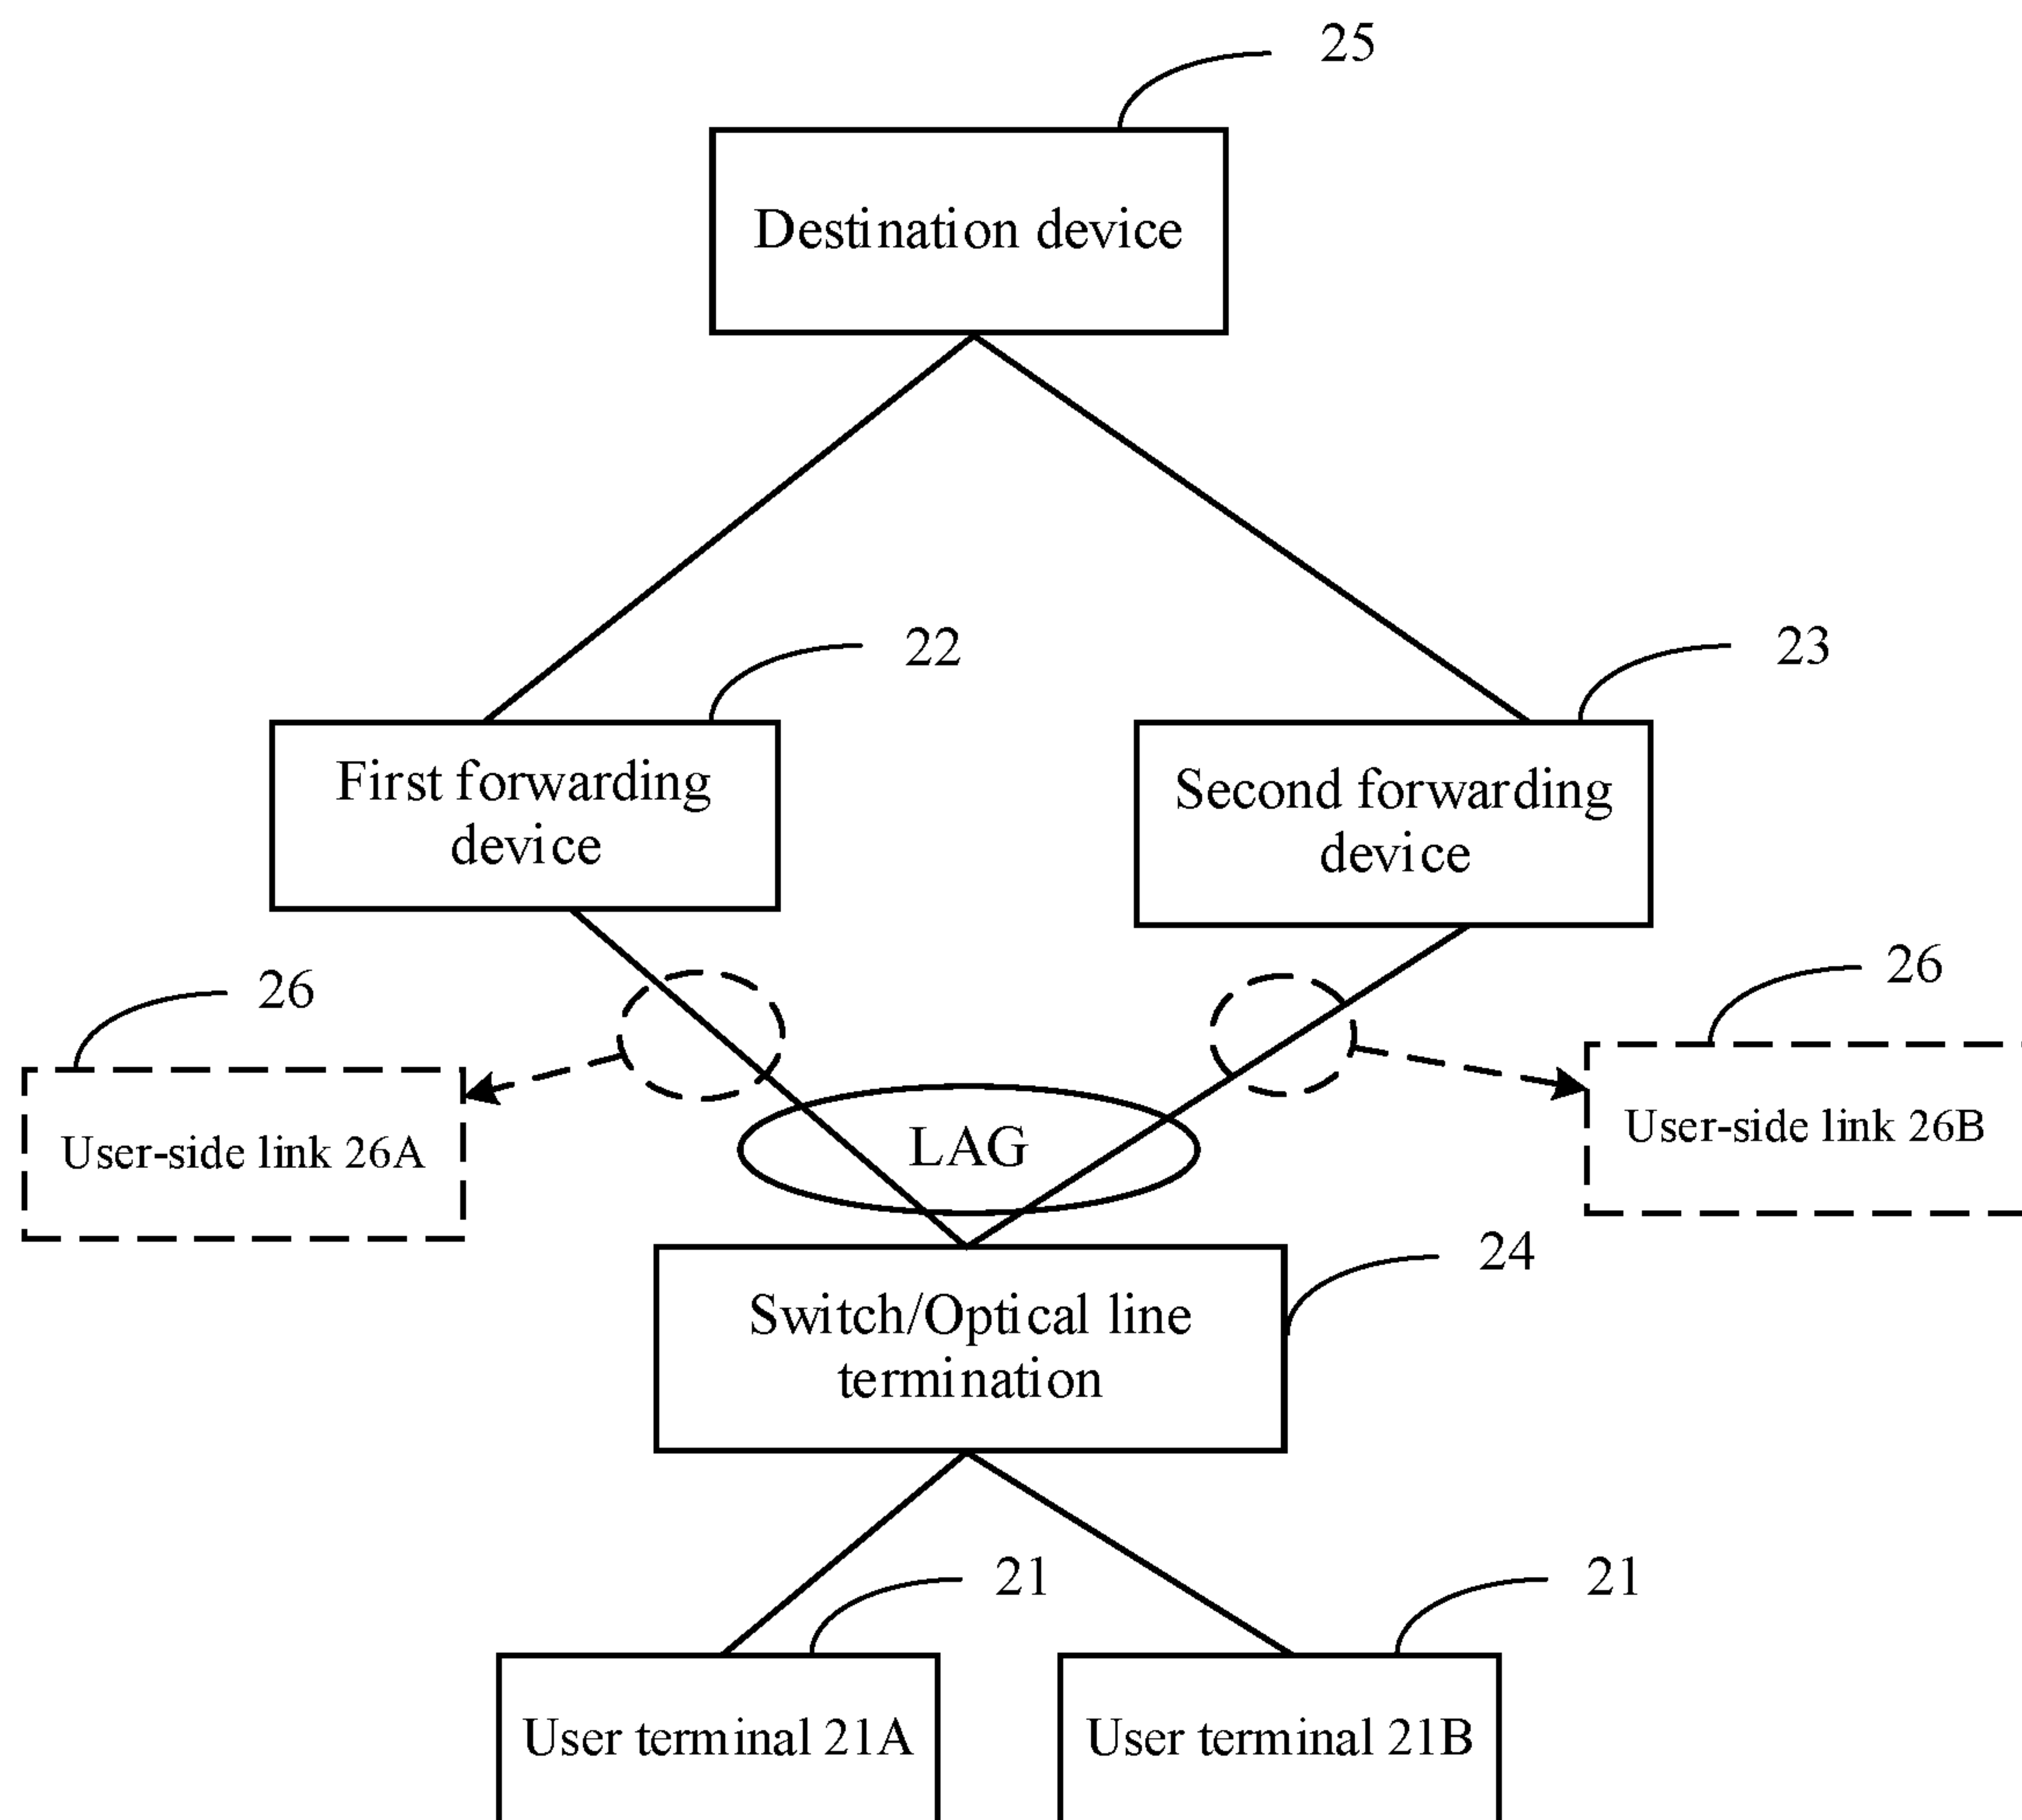 25
Destination device
22
23
First forwarding
device
Second forwarding
device
26
26
User-side link 26A
LAG
User-side link 26B
24
Switch/Optical line
termination
21
21
User terminal 21A
User terminal 21B